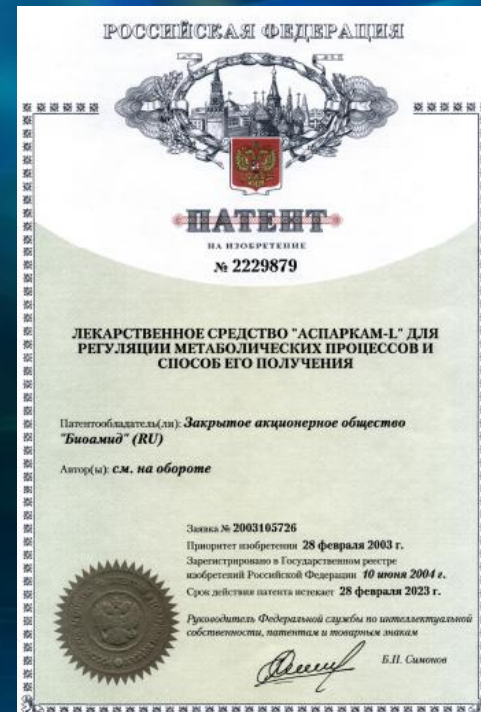 РОССИЙСКАЯ ФЕДЕРАЦИЯ
ПАТЕНТ
НА ИЗОБРЕТЕНИЕ
№ 2229879
ЛЕКАРСТВЕННОЕ СРЕДСТВО "АСПАРКАМ-L" ДЛЯ
РЕГУЛЯЦИИ МЕТАБОЛИЧЕСКИХ ПРОЦЕССОВ И
СПОСОБ ЕГО ПОЛУЧЕНИЯ
Патентообладатель(ли): Закрытое акционерное общество
"Биоамид" (RU)
Автор(ы): см. на обороте
Заявка № 2003105726
Приоритет изобретения 28 февраля 2003 г.
Зарегистрировано в Государственном реестре
изобретений Российской Федерации 10 июня 2004 г.
Срок действия патента истекает 28 февраля 2023 г.
Руководитель Федеральной службы по интеллектуальной
собственности, патентам и товарным знакам
Б.П. Симонов